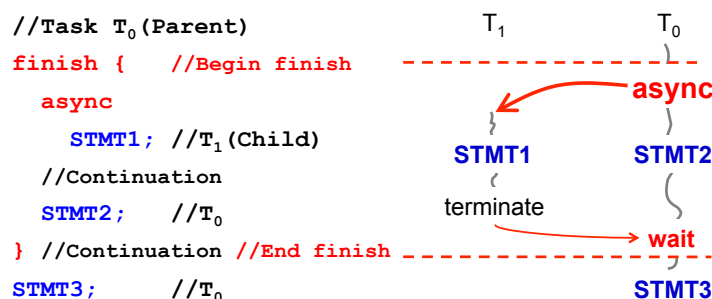 //Task T₀(Parent)
finish {   //Begin finish
async
STMT1; //T₁(Child)
//Continuation
STMT2;    //T₀
} //Continuation //End finish
STMT3;      //T₀
T₁
T₀
async
STMT1
STMT2
terminate
wait
STMT3